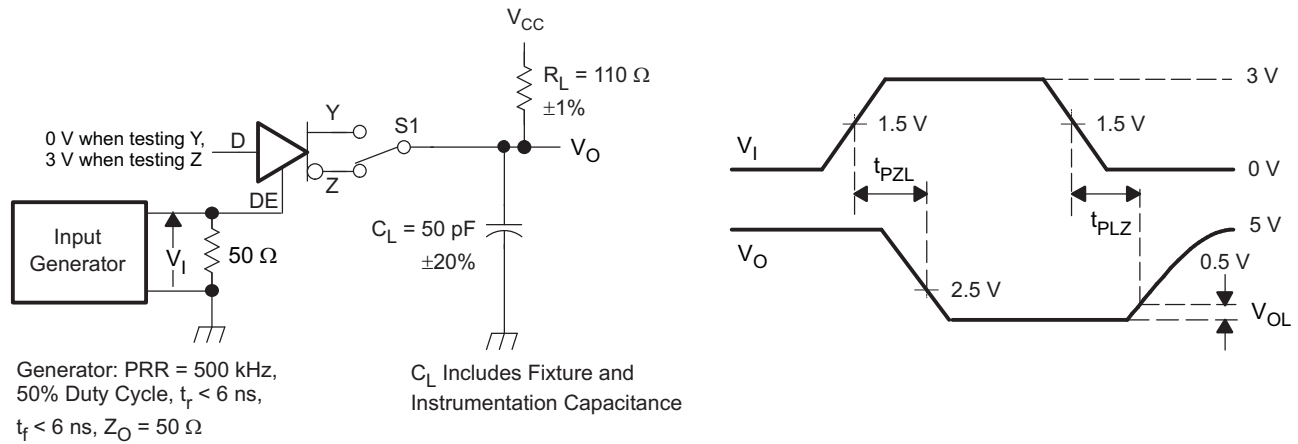 V_CC
R_L = 110 Ω
±1%
0 V when testing Y,
3 V when testing Z
D
Y
S1
Z
DE
V_O
Input
Generator
V_I
50 Ω
C_L = 50 pF
±20%
Generator: PRR = 500 kHz,
50% Duty Cycle, t_r < 6 ns,
t_f < 6 ns, Z_O = 50 Ω
C_L Includes Fixture and
Instrumentation Capacitance
3 V
1.5 V
1.5 V
V_I
0 V
t_PZL
t_PLZ
5 V
V_O
0.5 V
2.5 V
V_OL